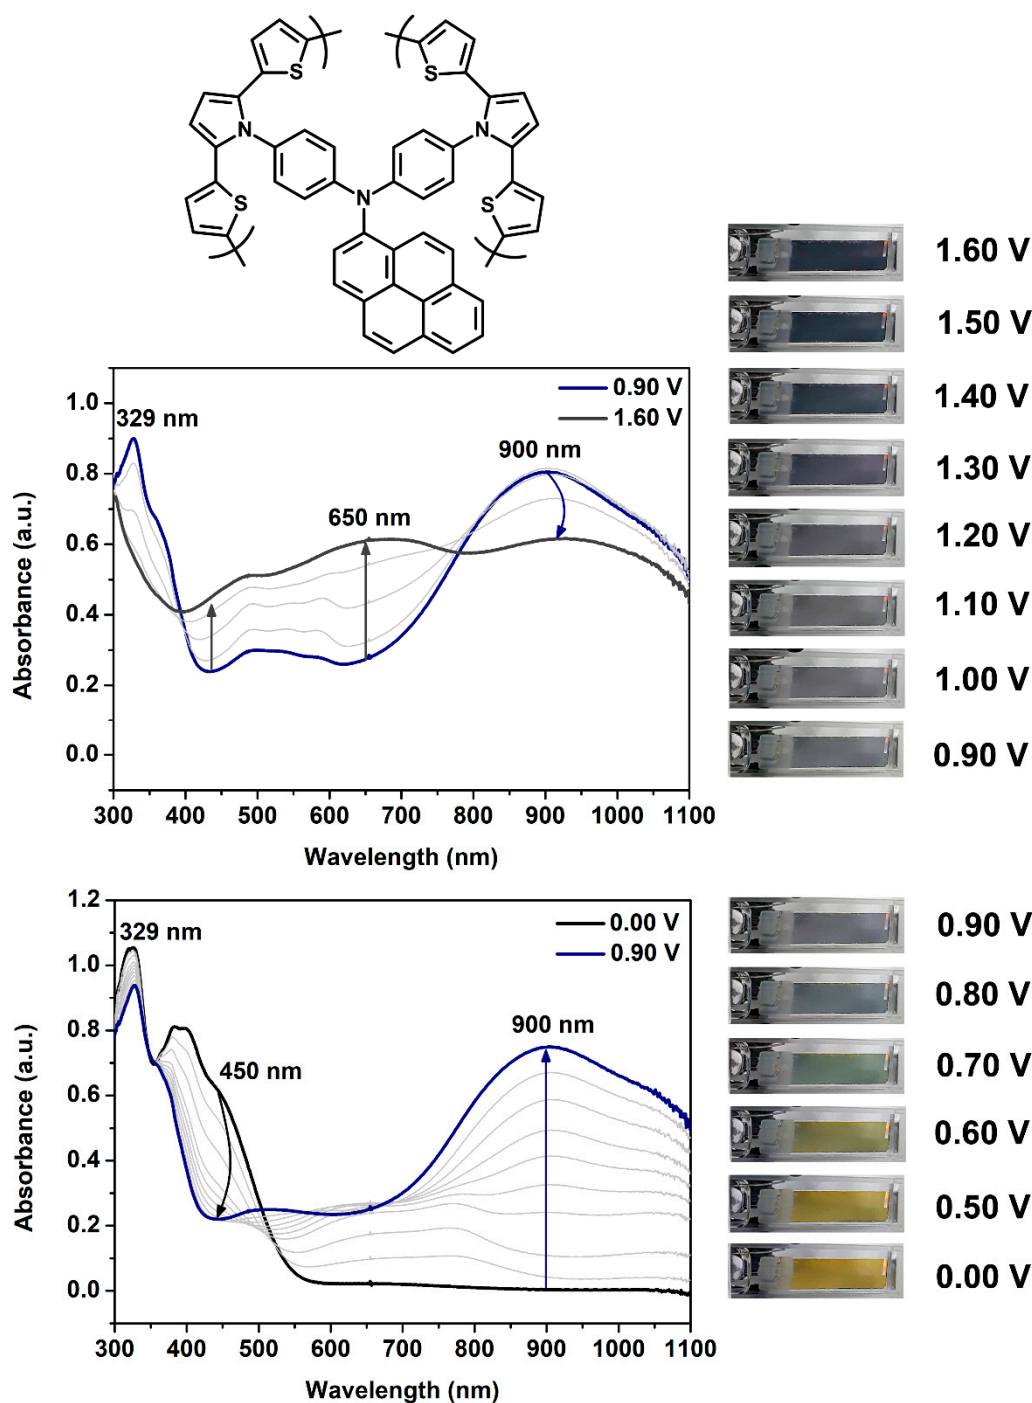 S
S
N
N
S
N
S
1.0
0.8
0.6
0.4
0.2
0.0
Absorbance (a.u.)
329 nm
650 nm
900 nm
0.90 V
1.60 V
300 400 500 600 700 800 900 1000 1100
Wavelength (nm)
1.60 V
1.50 V
1.40 V
1.30 V
1.20 V
1.10 V
1.00 V
0.90 V
1.2
1.0
0.8
0.6
0.4
0.2
0.0
Absorbance (a.u.)
329 nm
450 nm
900 nm
0.00 V
0.90 V
300 400 500 600 700 800 900 1000 1100
Wavelength (nm)
0.90 V
0.80 V
0.70 V
0.60 V
0.50 V
0.00 V